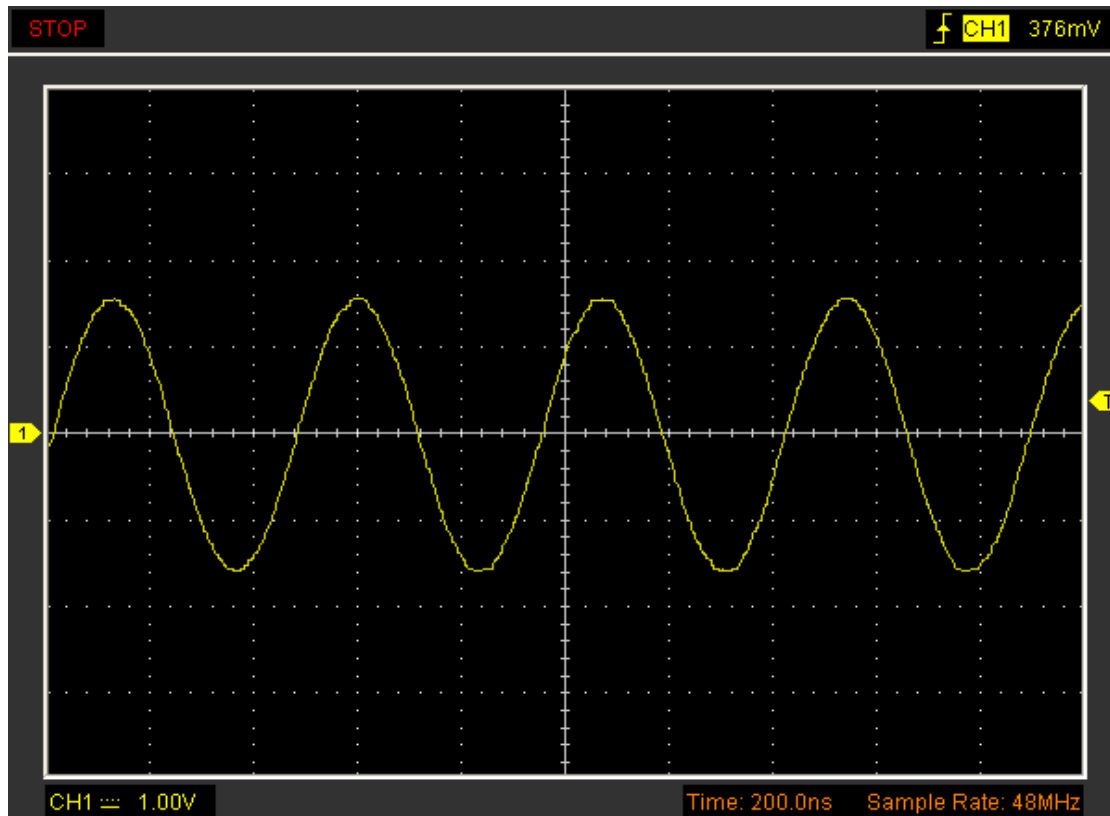 STOP
CH1 376mV
T
1
CH1 1.00V
Time: 200.0ns Sample Rate: 48MHz